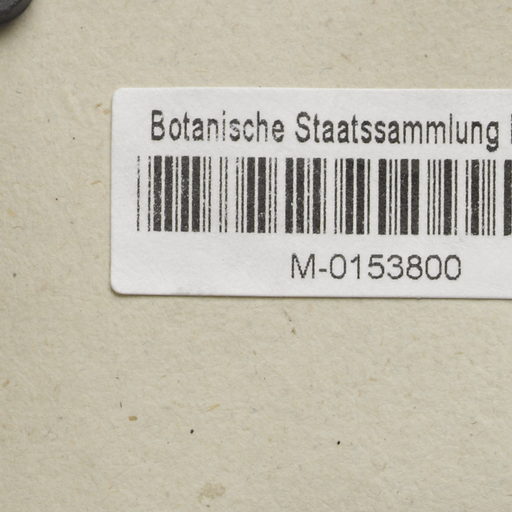 Botanische Staatssammlung
M-0153800